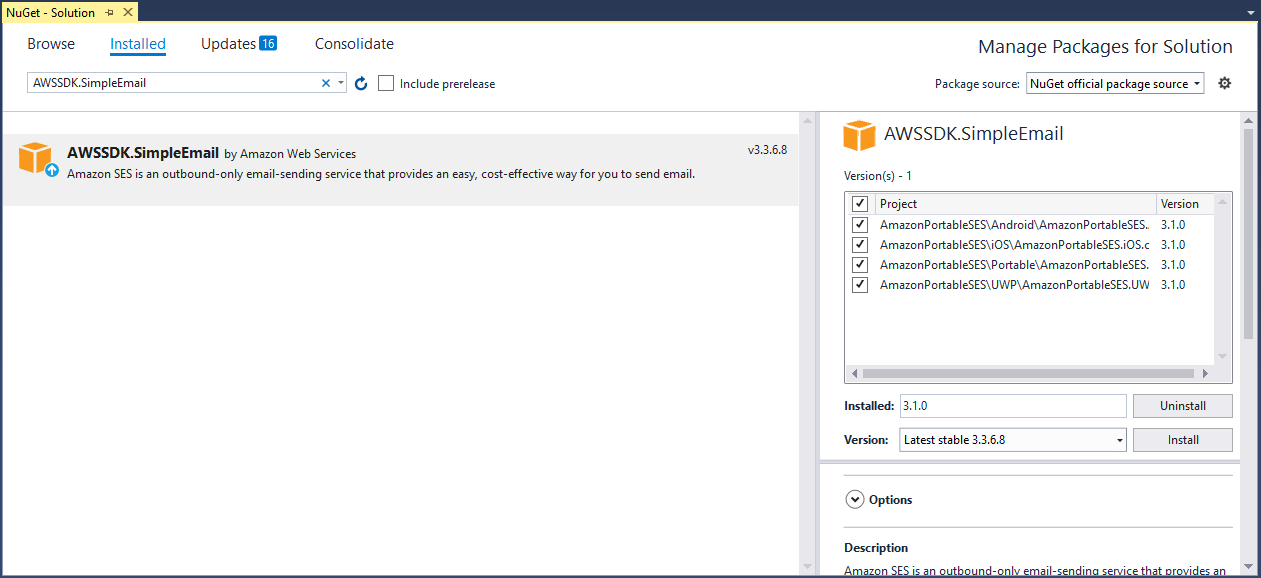 NuGet - Solution
Browse Installed Updates 16 Consolidate
Manage Packages for Solution
AWSSDK.SimpleEmail
Include prerelease
Package source: NuGet official package source
AWSSDK.SimpleEmail by Amazon Web Services
v3.3.6.8
Amazon SES is an outbound-only email-sending service that provides an easy, cost-effective way for you to send email.
AWSSDK.SimpleEmail
Version(s) - 1
Project Version
AmazonPortableSES\Android\AmazonPortableSES. 3.1.0
AmazonPortableSES\iOS\AmazonPortableSES.iOS.c 3.1.0
AmazonPortableSES\Portable\AmazonPortableSES. 3.1.0
AmazonPortableSES\UWP\AmazonPortableSES.UW 3.1.0
Installed: 3.1.0 Uninstall
Version: Latest stable 3.3.6.8 Install
Options
Description
Amazon SES is an outbound-only email-sending service that provides an